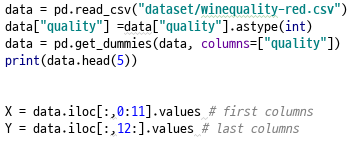 data = pd.read_csv("dataset/winequality-red.csv")
data["quality"] =data["quality"].astype(int)
data = pd.get_dummies(data, columns=["quality"])
print(data.head(5))
X = data.iloc[:,0:11].values # first columns
Y = data.iloc[:,12:].values # last columns